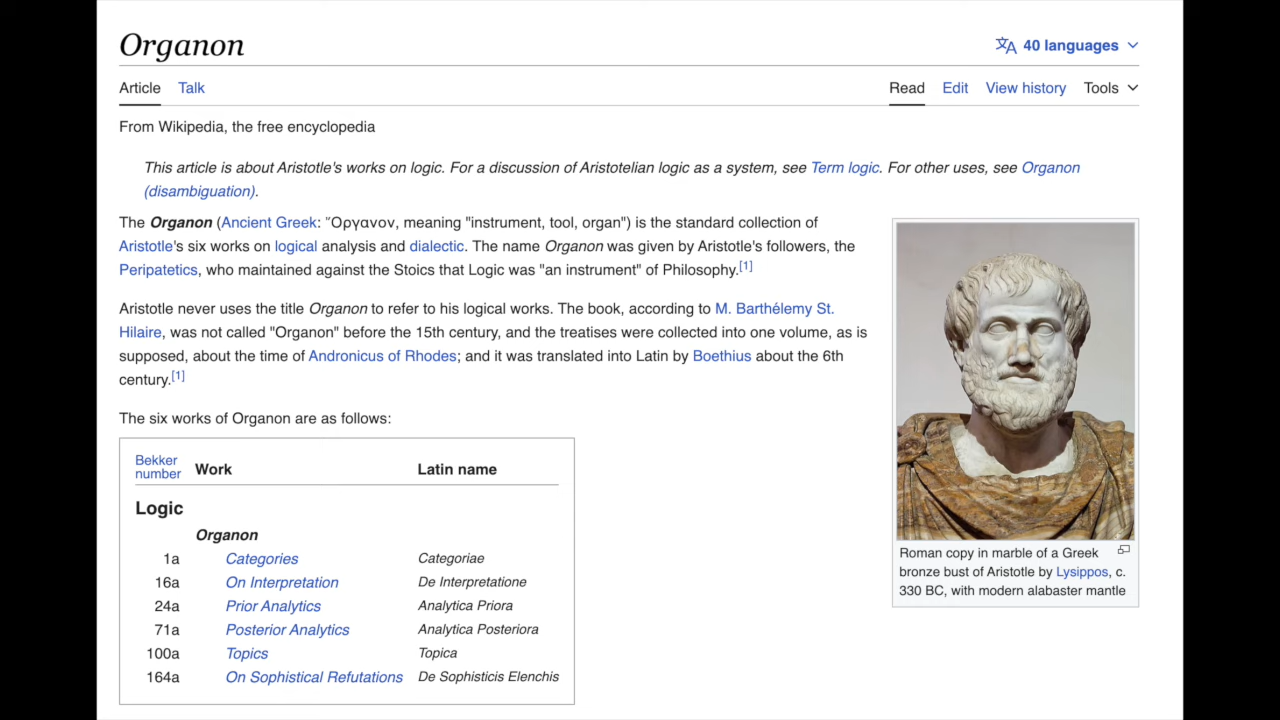 Organon
40 languages
Article Talk
Read Edit View history Tools
From Wikipedia, the free encyclopedia
This article is about Aristotle's works on logic. For a discussion of Aristotelian logic as a system, see Term logic. For other uses, see Organon
(disambiguation).
The Organon (Ancient Greek: Ὄργανον, meaning "instrument, tool, organ") is the standard collection of
Aristotle's six works on logical analysis and dialectic. The name Organon was given by Aristotle's followers, the
Peripatetics, who maintained against the Stoics that Logic was "an instrument" of Philosophy.[1]
Aristotle never uses the title Organon to refer to his logical works. The book, according to M. Barthélemy St.
Hilaire, was not called "Organon" before the 15th century, and the treatises were collected into one volume, as is
supposed, about the time of Andronicus of Rhodes; and it was translated into Latin by Boethius about the 6th
century.[1]
The six works of Organon are as follows:
Bekker
number Work Latin name
Logic
Organon
1a Categories Categoriae
16a On Interpretation De Interpretatione
24a Prior Analytics Analytica Priora
71a Posterior Analytics Analytica Posteriora
100a Topics Topica
164a On Sophistical Refutations De Sophisticis Elenchis
Roman copy in marble of a Greek
bronze bust of Aristotle by Lysippos, c.
330 BC, with modern alabaster mantle